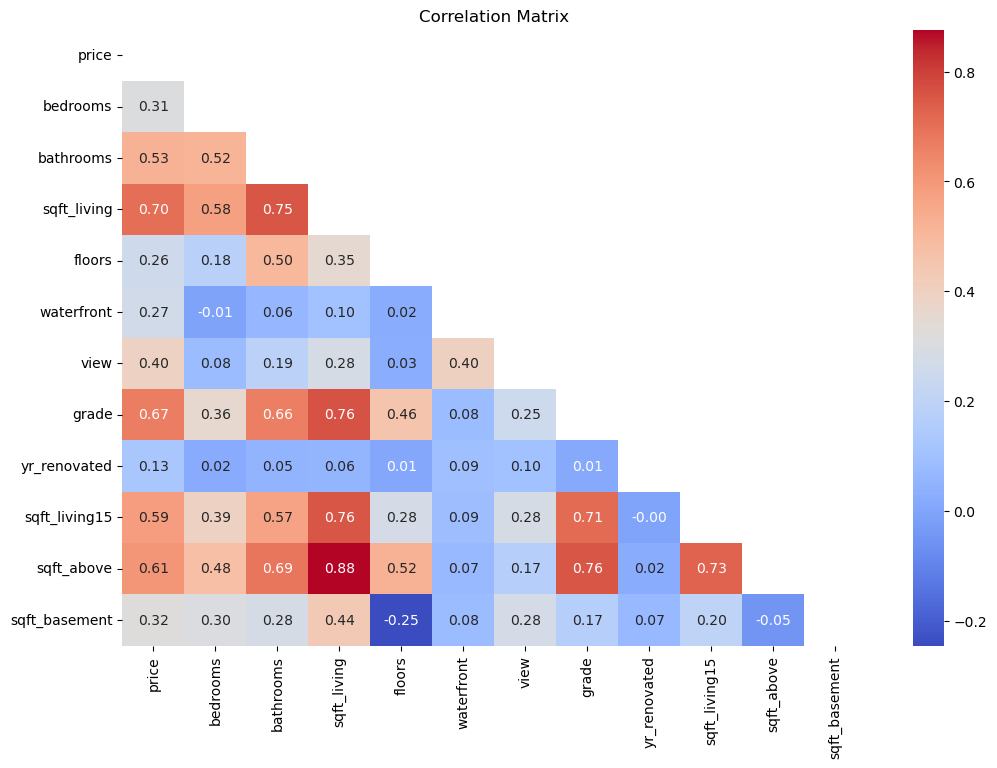 Correlation Matrix
price
bedrooms 0.31
bathrooms 0.53 0.52
sqft_living 0.70 0.58 0.75
floors 0.26 0.18 0.50 0.35
waterfront 0.27 -0.01 0.06 0.10 0.02
view 0.40 0.08 0.19 0.28 0.03 0.40
grade 0.67 0.36 0.66 0.76 0.46 0.08 0.25
yr_renovated 0.13 0.02 0.05 0.06 0.01 0.09 0.10 0.01
sqft_living15 0.59 0.39 0.57 0.76 0.28 0.09 0.28 0.71 -0.00
sqft_above 0.61 0.48 0.69 0.88 0.52 0.07 0.17 0.76 0.02 0.73
sqft_basement 0.32 0.30 0.28 0.44 -0.25 0.08 0.28 0.17 0.07 0.20 -0.05
price bedrooms bathrooms sqft_living floors waterfront view grade yr_renovated sqft_living15 sqft_above sqft_basement
0.8
0.6
0.4
0.2
0.0
−0.2